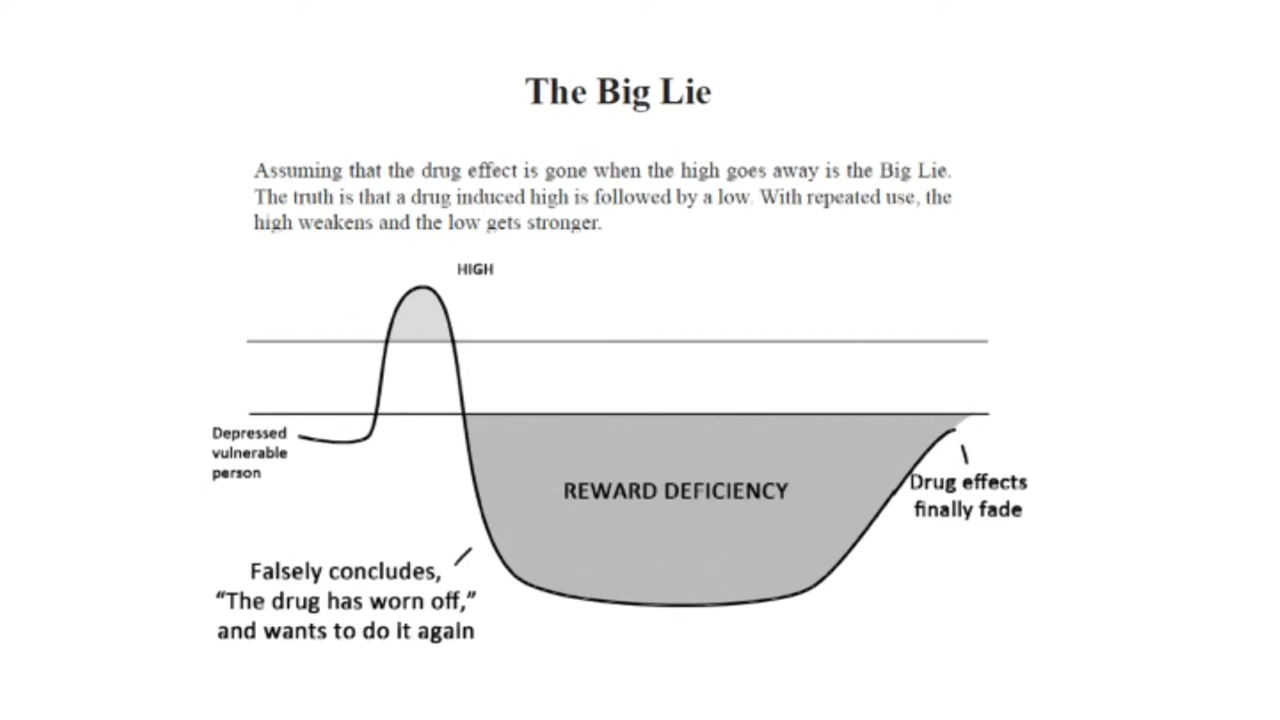 The Big Lie
Assuming that the drug effect is gone when the high goes away is the Big Lie.
The truth is that a drug induced high is followed by a low. With repeated use, the
high weakens and the low gets stronger.
HIGH
Depressed
vulnerable
person
REWARD DEFICIENCY
Drug effects
finally fade
Falsely concludes,
“The drug has worn off,”
and wants to do it again